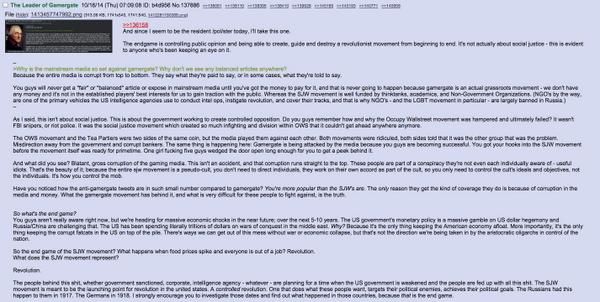 The Leader of Gamergate 10/16/14 (Thu) 07:09:08 ID: b4d956 No.137886
File (hide): 1413457747992.png
>>136158
And since I seem to be the resident /pol/ster today, I'll take this one.
The endgame is controlling public opinion and being able to create, guide and destroy a revolutionist movement from beginning to end. It's not actually about social justice - this is evident
to anyone who's been keeping an eye on it.
--
>Why is the mainstream media so set against gamergate? Why don't we see any balanced articles anywhere?
Because the entire media is corrupt from top to bottom. They say what they're paid to say, or in some cases, what they're told to say.
You will never get a "fair" or "balanced" article or expose in mainstream media until you've got the money to pay for it, and that is never going to happen because gamergate is an actual grassroots movement - we don't have
any money and it's not in the established players' best interests for us to gain traction with the public. Whereas the SJW movement is well funded by thinktanks, academics, and Non-Government Organizations. (NGO's by the way,
are one of the primary vehicles the US intelligence agencies use to conduct intel ops, instigate revolution, and cover their tracks, and that is why NGO's - and the LGBT movement in particular - are largely banned in Russia.)
--
As I said, this isn't about social justice. This is about the government working to create controlled opposition. Do you remember how and why the Occupy Wallstreet movement was hampered and ultimately failed? It wasn't
FBI snipers, or riot police. It was the social justice movement which created so much infighting and division within OWS that it couldn't get ahead anywhere.
The OWS movement and the Tea Partiers were two sides of the same coin, but the media played them against each other. Both movements were ridiculed, both sides told that it was the other group that was the problem.
Misdirection away from the government and corrupt bankers. The same thing is happening here: Gamergate is being attacked by the media because you guys are becoming successful. You got your hooks into the SJW movement
before the movement itself was ready for primetime. One girl fucking five guys wedged the door open long enough for you to get a peek behind it.
And what did you see? Blatant, gross corruption of the gaming media. This isn't an accident, and that corruption runs straight to the top. These people are part of a conspiracy they're not even each individually aware of - useful
idiots. That's the beauty of it; because the entire sjw movement is a pseudo-cult, you don't need to direct individuals, they work on their own accord as part of the cult, so you only need to control the cult's ideals and objectives, not
the individuals. It's how you control the mob.
Have you noticed how the anti-gamergate tweets are in such small number compared to gamergate? You're more popular than the SJW's are. The only reason they get the kind of coverage they do is because of corruption in the
media and money. What the gamergate movement has behind it, and what is very difficult for these people to fight against, is the truth.
So what's the end game?
You guys aren't really aware right now, but we're heading for massive economic shocks in the near future; over the next 5-10 years. The US government's monetary policy is a massive gamble on US dollar hegemony and
Russia/China are challenging that. The US has been spending literally trillions of dollars on wars of conquest in the middle east. Why? Because it's the only thing keeping the American economy afloat. More importantly, it's the only
thing keeping the corrupt fatcats in the US on top of the pile. There's ways we can get out of this mess without war or economic collapse, but that's not the direction we're being taken in by the aristocratic oligarchs in control of the
nation.
So the end game of the SJW movement? What happens when food prices spike and everyone is out of a job? Revolution.
What does the SJW movement represent?
Revolution.
The people behind this shit, whether government sanctioned, corporate, intelligence agency - whatever - are planning for a time when the US government is weakened and the people are fed up with all this shit. The SJW
movement is meant to be the launching point for revolution in the united states. A controlled revolution. One that does what these people want, targets their political enemies, achieves their political goals. The Russians had this
happen to them in 1917. The Germans in 1918. I strongly encourage you to investigate those dates and find out what happened in those countries, because that is the end game.